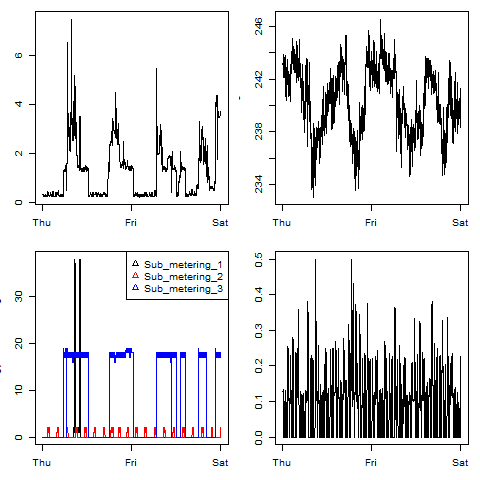 6
4
2
0
Thu Fri Sat
246
242
238
234
Thu Fri Sat
30
20
10
0
Sub_metering_1
Sub_metering_2
Sub_metering_3
Thu Fri Sat
0.5
0.4
0.3
0.2
0.1
0.0
Thu Fri Sat